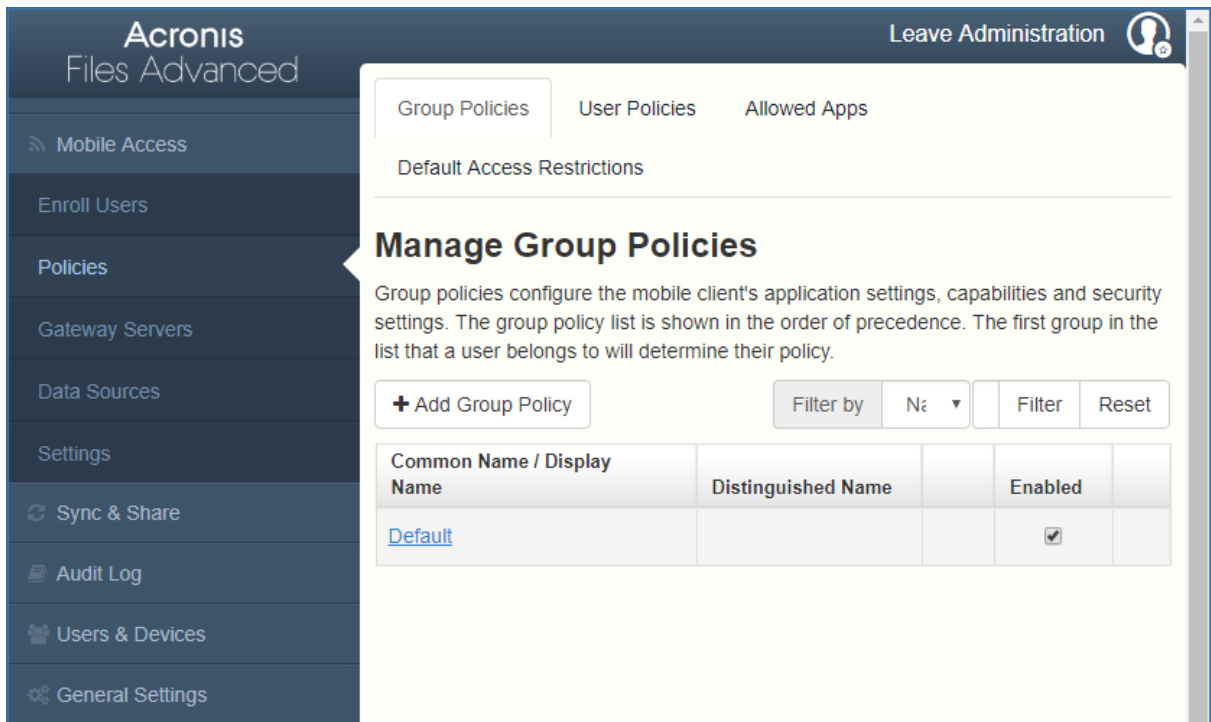 Acronis
Files Advanced
Leave Administration
Mobile Access
Enroll Users
Policies
Gateway Servers
Data Sources
Settings
Sync & Share
Audit Log
Users & Devices
General Settings
Group Policies
User Policies
Allowed Apps
Default Access Restrictions
Manage Group Policies
Group policies configure the mobile client's application settings, capabilities and security
settings. The group policy list is shown in the order of precedence. The first group in the
list that a user belongs to will determine their policy.
+ Add Group Policy
Filter by
Filter
Reset
Common Name / Display
Name
Distinguished Name
Enabled
Default